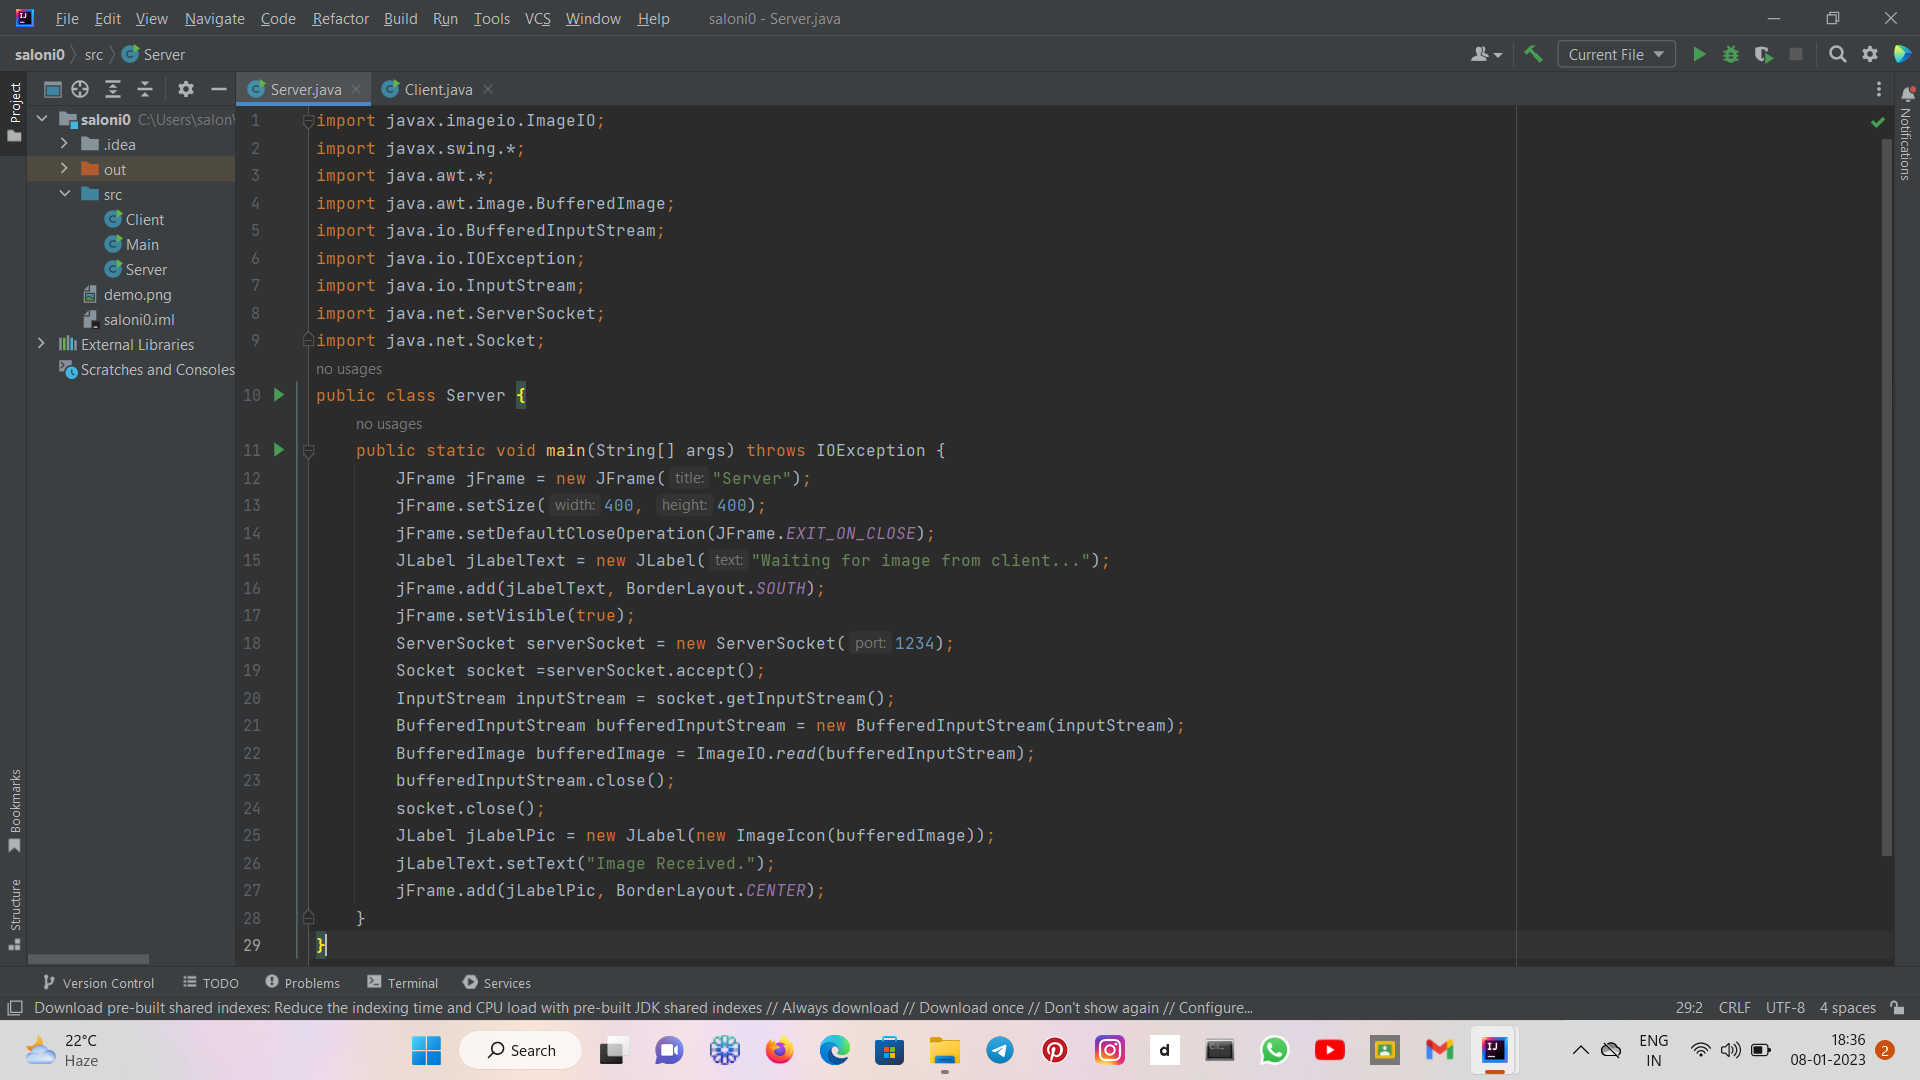 File Edit View Navigate Code Refactor Build Run Tools VCS Window Help saloni0 - Server.java
saloni0 src Server Current File
Project
Server.java Client.java
saloni0 C:\Users\salon\
.idea
out
src
Client
Main
Server
demo.png
saloni0.iml
External Libraries
Scratches and Consoles
Bookmarks
Structure
Notifications
1 import javax.imageio.ImageIO;
2 import javax.swing.*;
3 import java.awt.*;
4 import java.awt.image.BufferedImage;
5 import java.io.BufferedInputStream;
6 import java.io.IOException;
7 import java.io.InputStream;
8 import java.net.ServerSocket;
9 import java.net.Socket;
no usages
10 public class Server {
no usages
11 public static void main(String[] args) throws IOException {
12 JFrame jFrame = new JFrame( title: "Server");
13 jFrame.setSize( width: 400, height: 400);
14 jFrame.setDefaultCloseOperation(JFrame.EXIT_ON_CLOSE);
15 JLabel jLabelText = new JLabel( text: "Waiting for image from client...");
16 jFrame.add(jLabelText, BorderLayout.SOUTH);
17 jFrame.setVisible(true);
18 ServerSocket serverSocket = new ServerSocket( port: 1234);
19 Socket socket =serverSocket.accept();
20 InputStream inputStream = socket.getInputStream();
21 BufferedInputStream bufferedInputStream = new BufferedInputStream(inputStream);
22 BufferedImage bufferedImage = ImageIO.read(bufferedInputStream);
23 bufferedInputStream.close();
24 socket.close();
25 JLabel jLabelPic = new JLabel(new ImageIcon(bufferedImage));
26 jLabelText.setText("Image Received.");
27 jFrame.add(jLabelPic, BorderLayout.CENTER);
28 }
29 }
Version Control TODO Problems Terminal Services
Download pre-built shared indexes: Reduce the indexing time and CPU load with pre-built JDK shared indexes // Always download // Download once // Don't show again // Configure... 29:2 CRLF UTF-8 4 spaces
22°C
Haze
Search
d
ENG
IN
18:36
08-01-2023
2